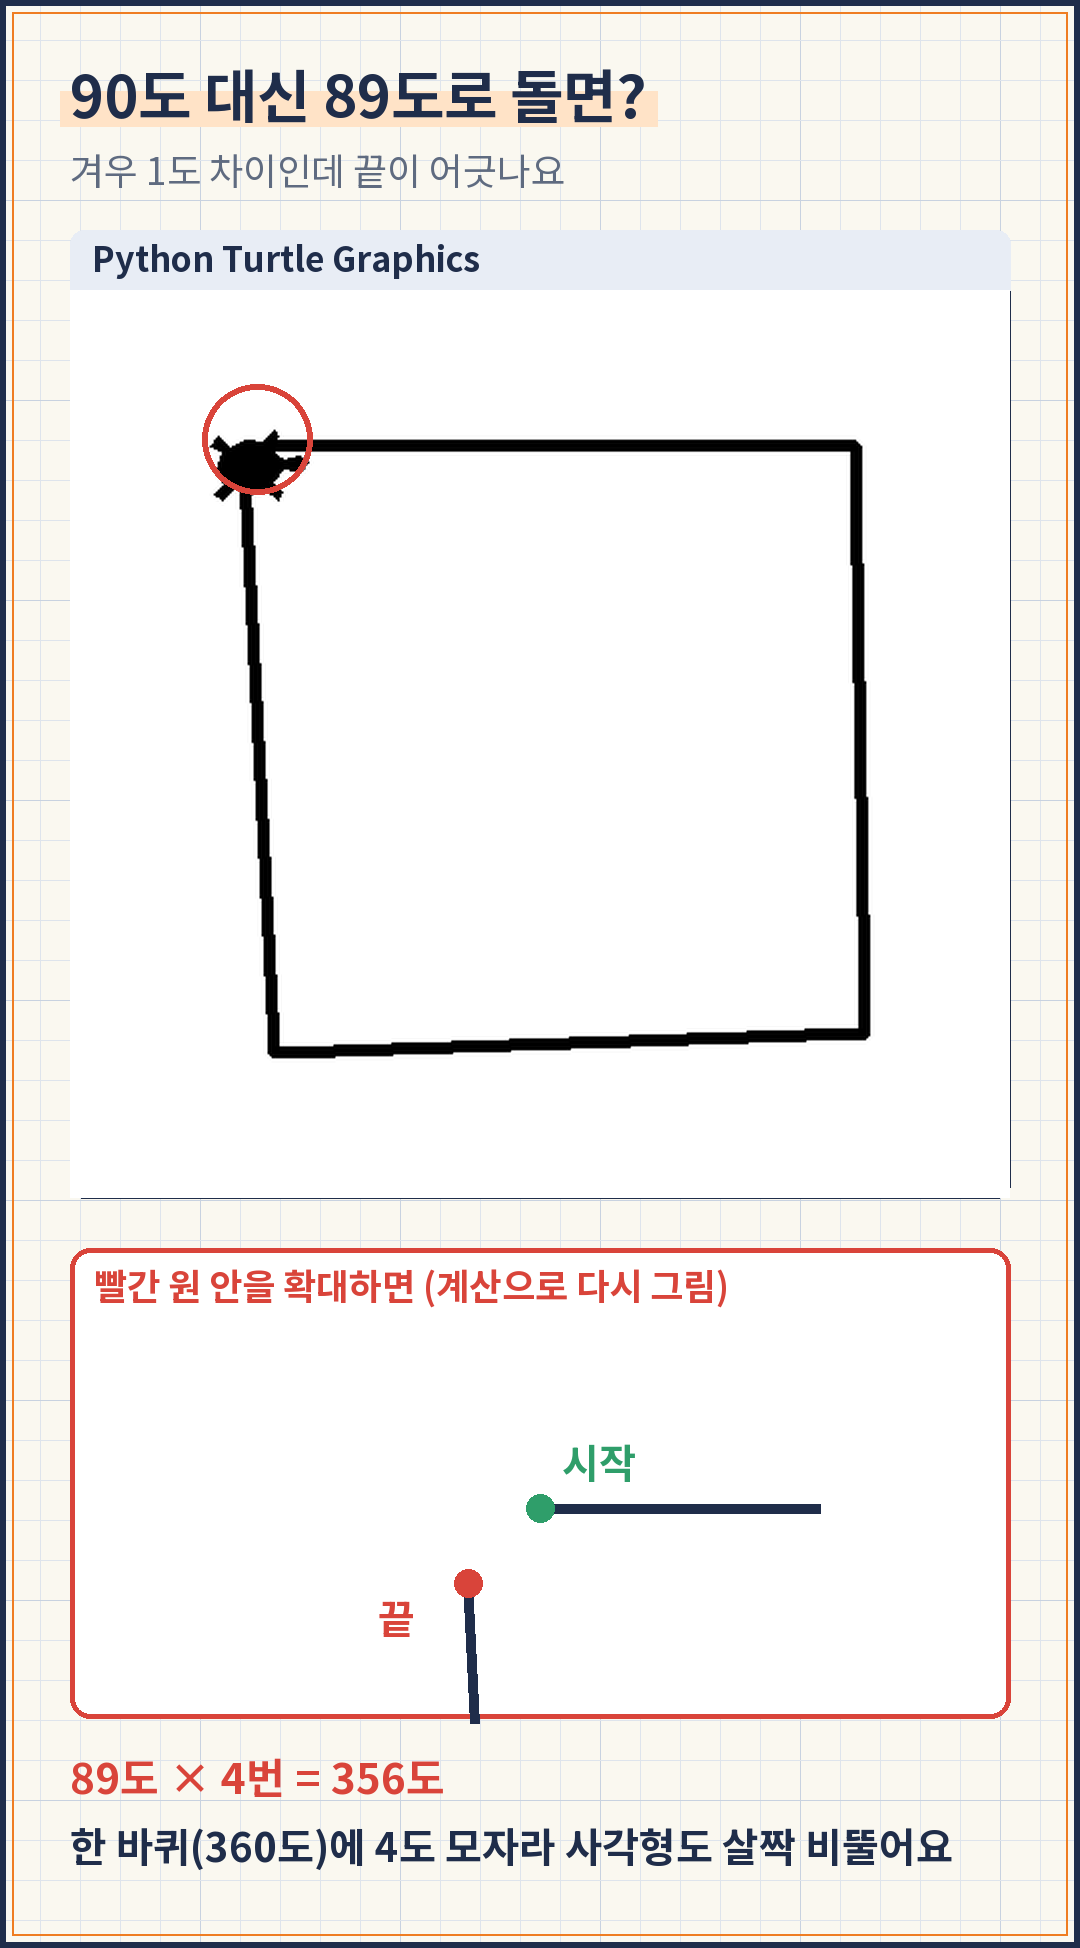 90도 대신 89도로 돌면?
겨우 1도 차이인데 끝이 어긋나요
Python Turtle Graphics
빨간 원 안을 확대하면 (계산으로 다시 그림)
시작
끝
89도 × 4번 = 356도
한 바퀴(360도)에 4도 모자라 사각형도 살짝 비뚤어요